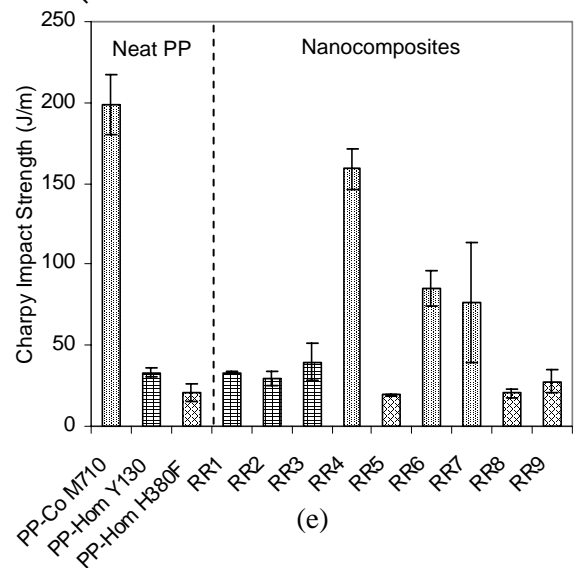 250
200
150
100
50
0
Charpy Impact Strength (J/m)
Neat PP
Nanocomposites
PP-Co M710
PP-Hom Y130
PP-Hom H380F
RR1
RR2
RR3
RR4
RR5
RR6
RR7
RR8
RR9
(e)